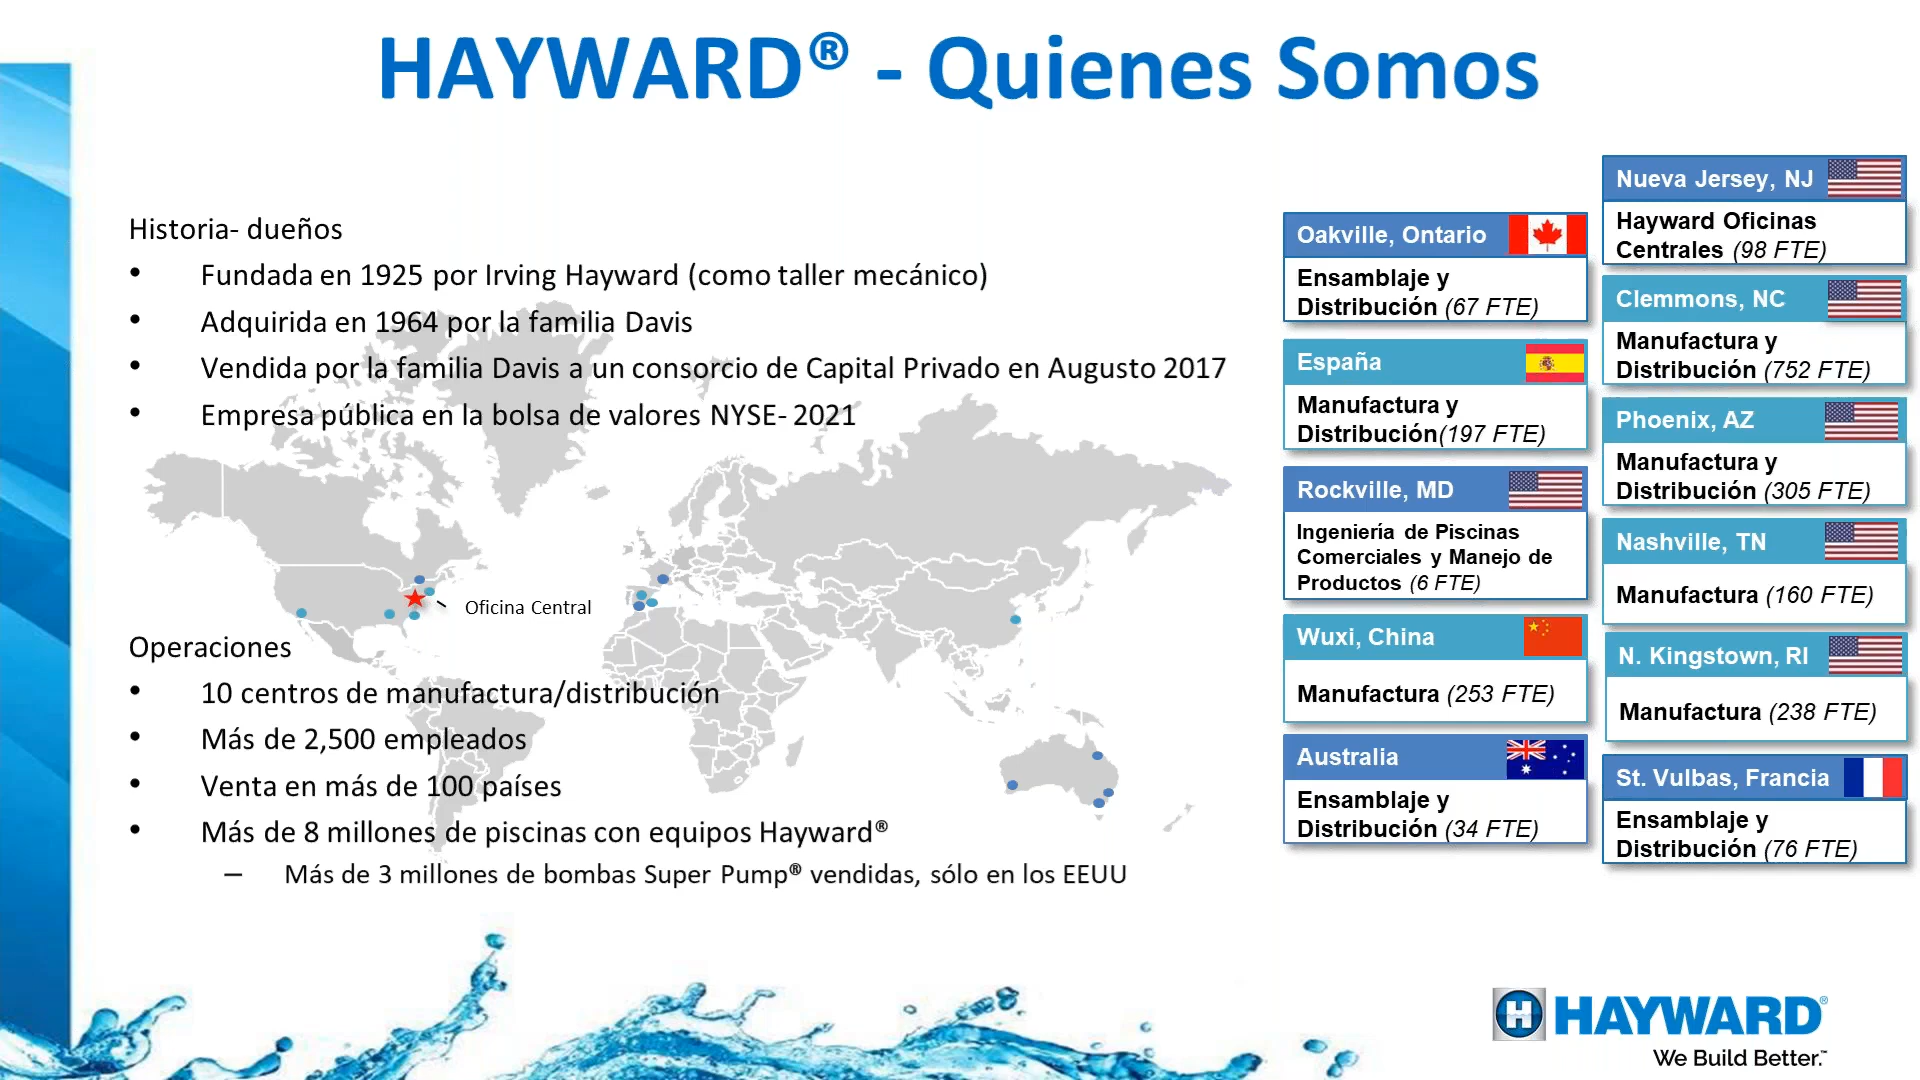 HAYWARD® - Quienes Somos
Historia- dueños
• Fundada en 1925 por Irving Hayward (como taller mecánico)
• Adquirida en 1964 por la familia Davis
• Vendida por la familia Davis a un consorcio de Capital Privado en Augusto 2017
• Empresa pública en la bolsa de valores NYSE- 2021
Oficina Central
Operaciones
• 10 centros de manufactura/distribución
• Más de 2,500 empleados
• Venta en más de 100 países
• Más de 8 millones de piscinas con equipos Hayward®
– Más de 3 millones de bombas Super Pump® vendidas, sólo en los EEUU
Oakville, Ontario
Ensamblaje y
Distribución (67 FTE)
España
Manufactura y
Distribución(197 FTE)
Rockville, MD
Ingeniería de Piscinas
Comerciales y Manejo de
Productos (6 FTE)
Wuxi, China
Manufactura (253 FTE)
Australia
Ensamblaje y
Distribución (34 FTE)
Nueva Jersey, NJ
Hayward Oficinas
Centrales (98 FTE)
Clemmons, NC
Manufactura y
Distribución (752 FTE)
Phoenix, AZ
Manufactura y
Distribución (305 FTE)
Nashville, TN
Manufactura (160 FTE)
N. Kingstown, RI
Manufactura (238 FTE)
St. Vulbas, Francia
Ensamblaje y
Distribución (76 FTE)
H HAYWARD®
We Build Better.™